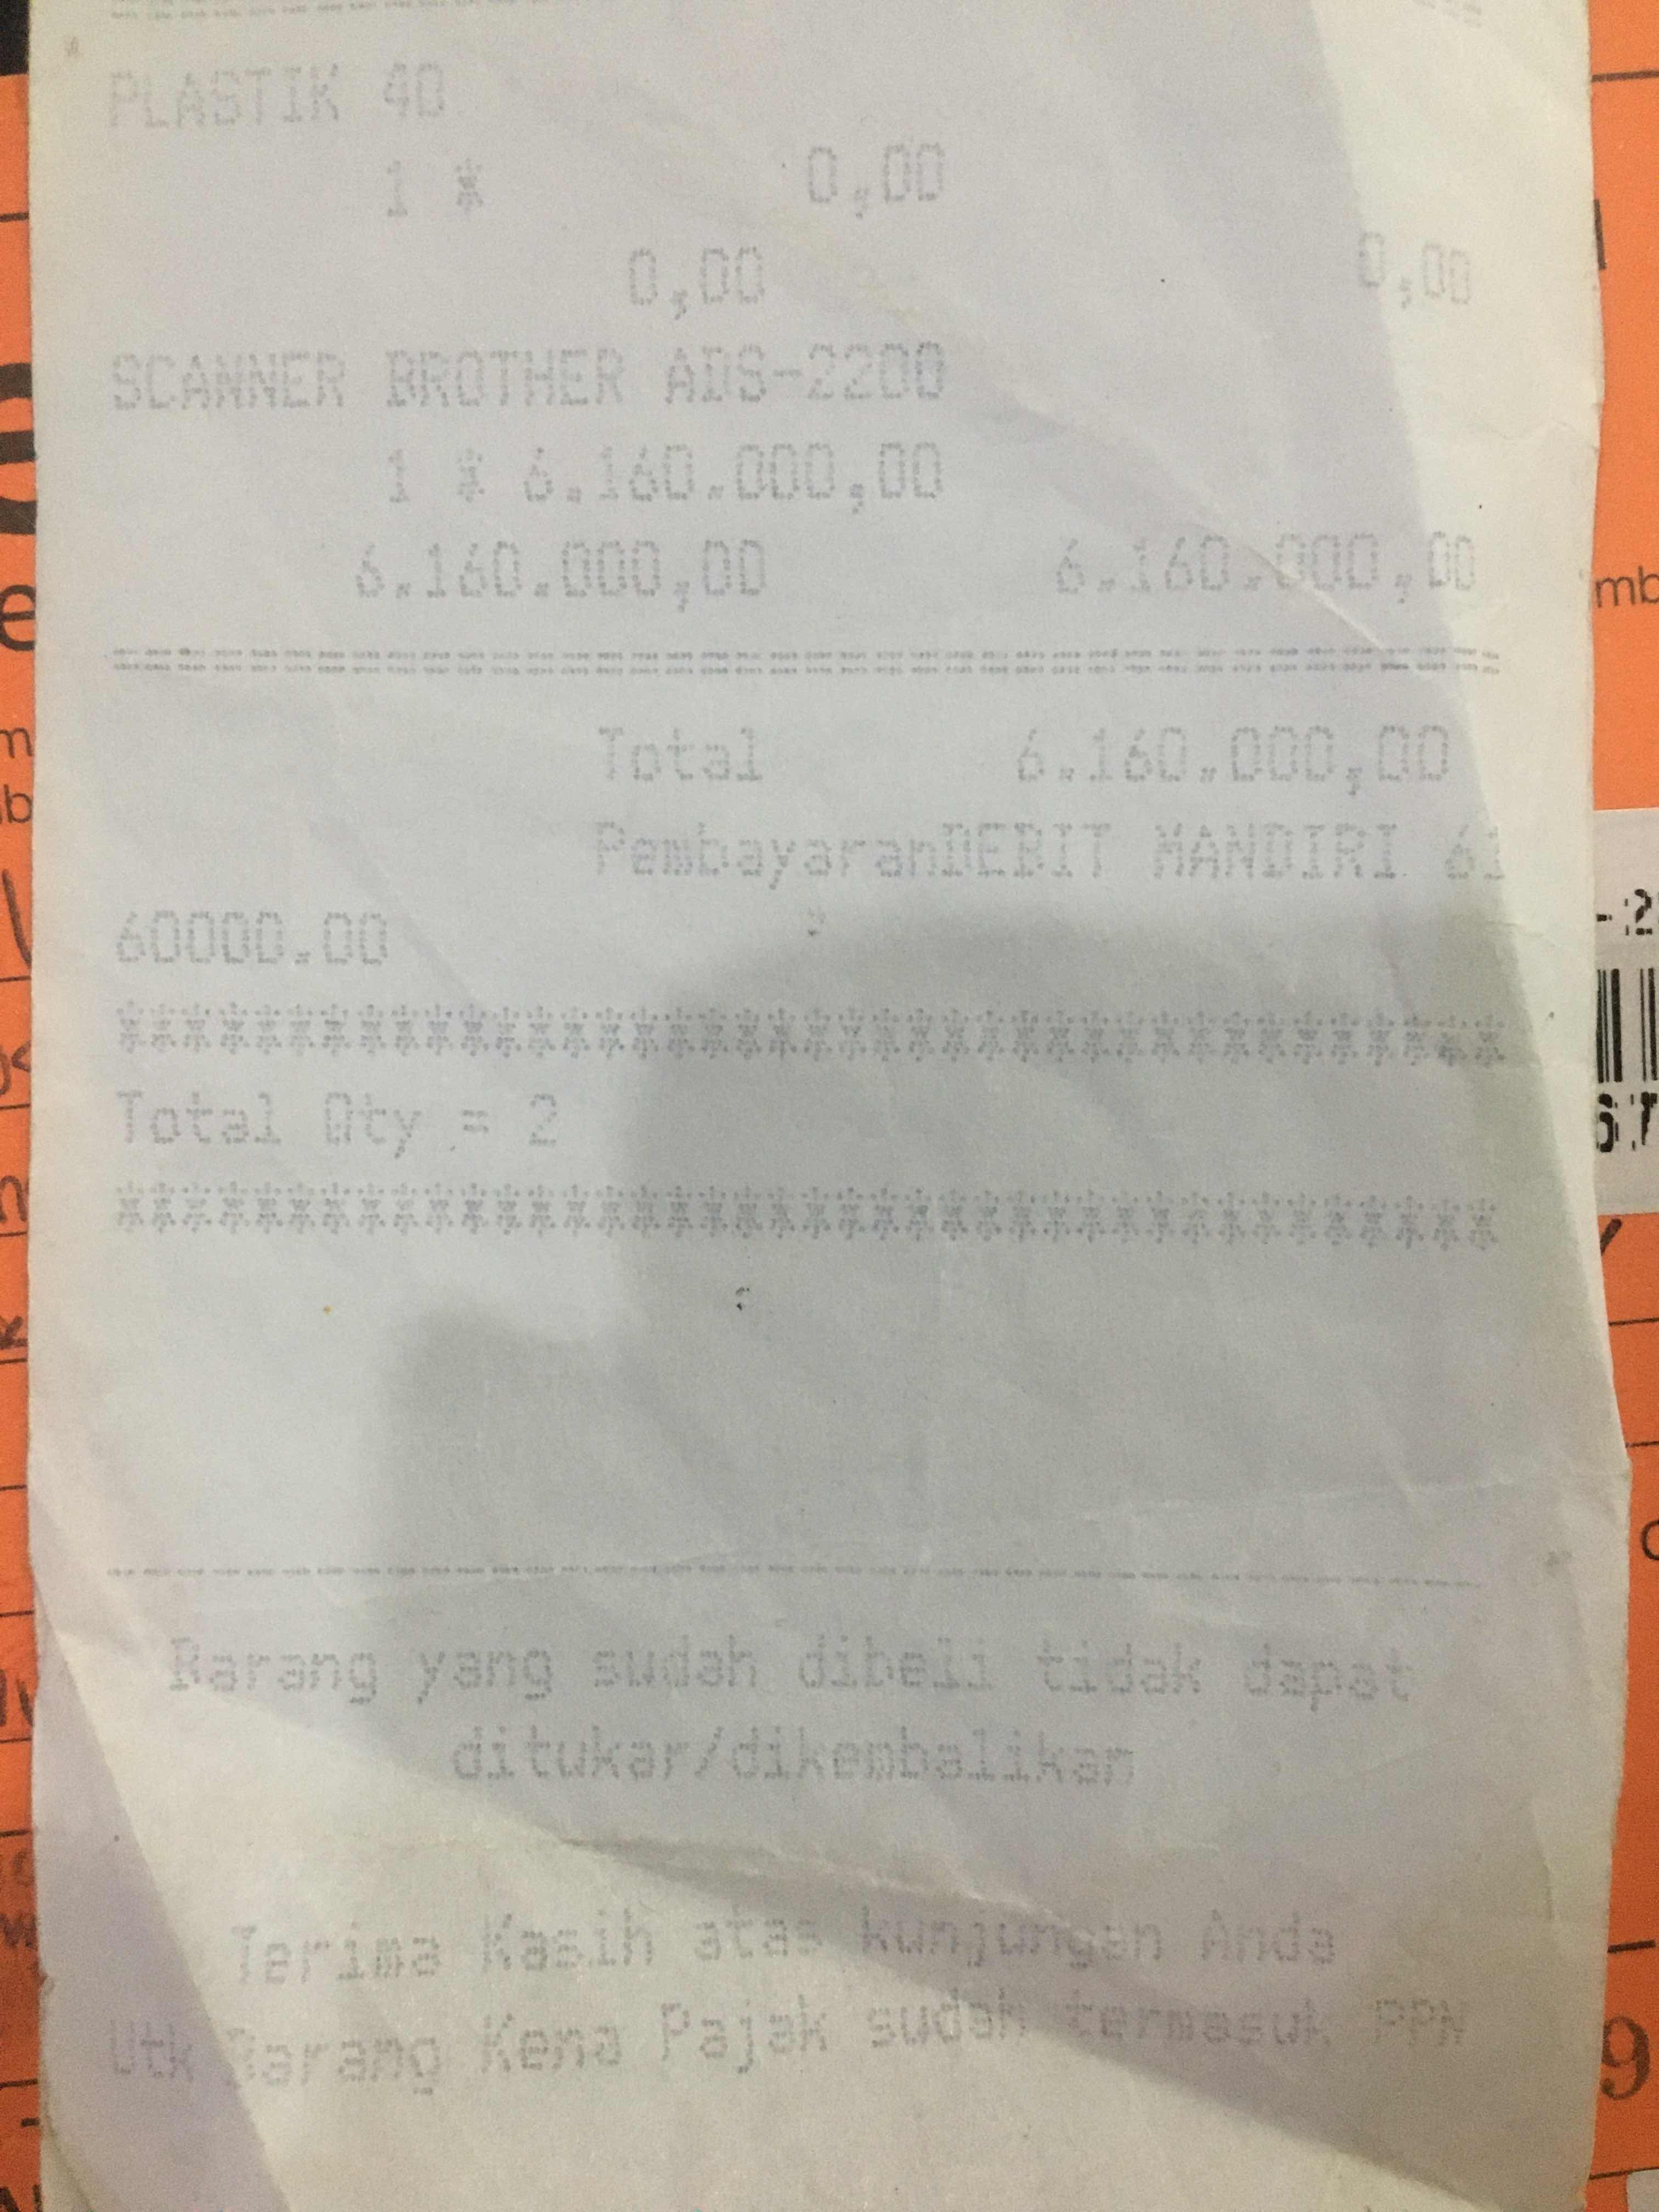 PLASTIK 40
1 * 0,00
0,00 0,00
SCANNER BROTHER ADS-2200
1 * 6.160.000,00
6.160.000,00 6.160.000,00
================================
Total 6.160.000,00
PembayaranDEBIT MANDIRI 61
60000.00
****************************************
Total Qty = 2
****************************************
----------------------------------------
Barang yang sudah dibeli tidak dapat
ditukar/dikembalikan
Terima Kasih atas kunjungan Anda
Utk Barang Kena Pajak sudah termasuk PPN